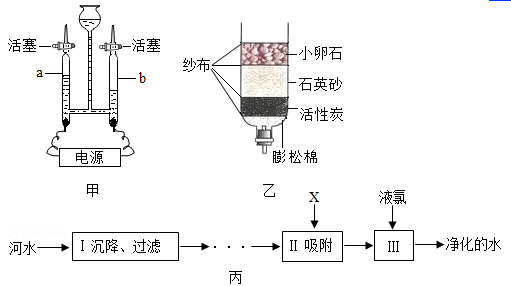 活塞
活塞
a
b
电源
甲
纱布
小卵石
石英砂
活性炭
膨松棉
乙
X
液氯
河水
Ⅰ 沉降、过滤
· · · ·
Ⅱ 吸附
Ⅲ
净化的水
丙